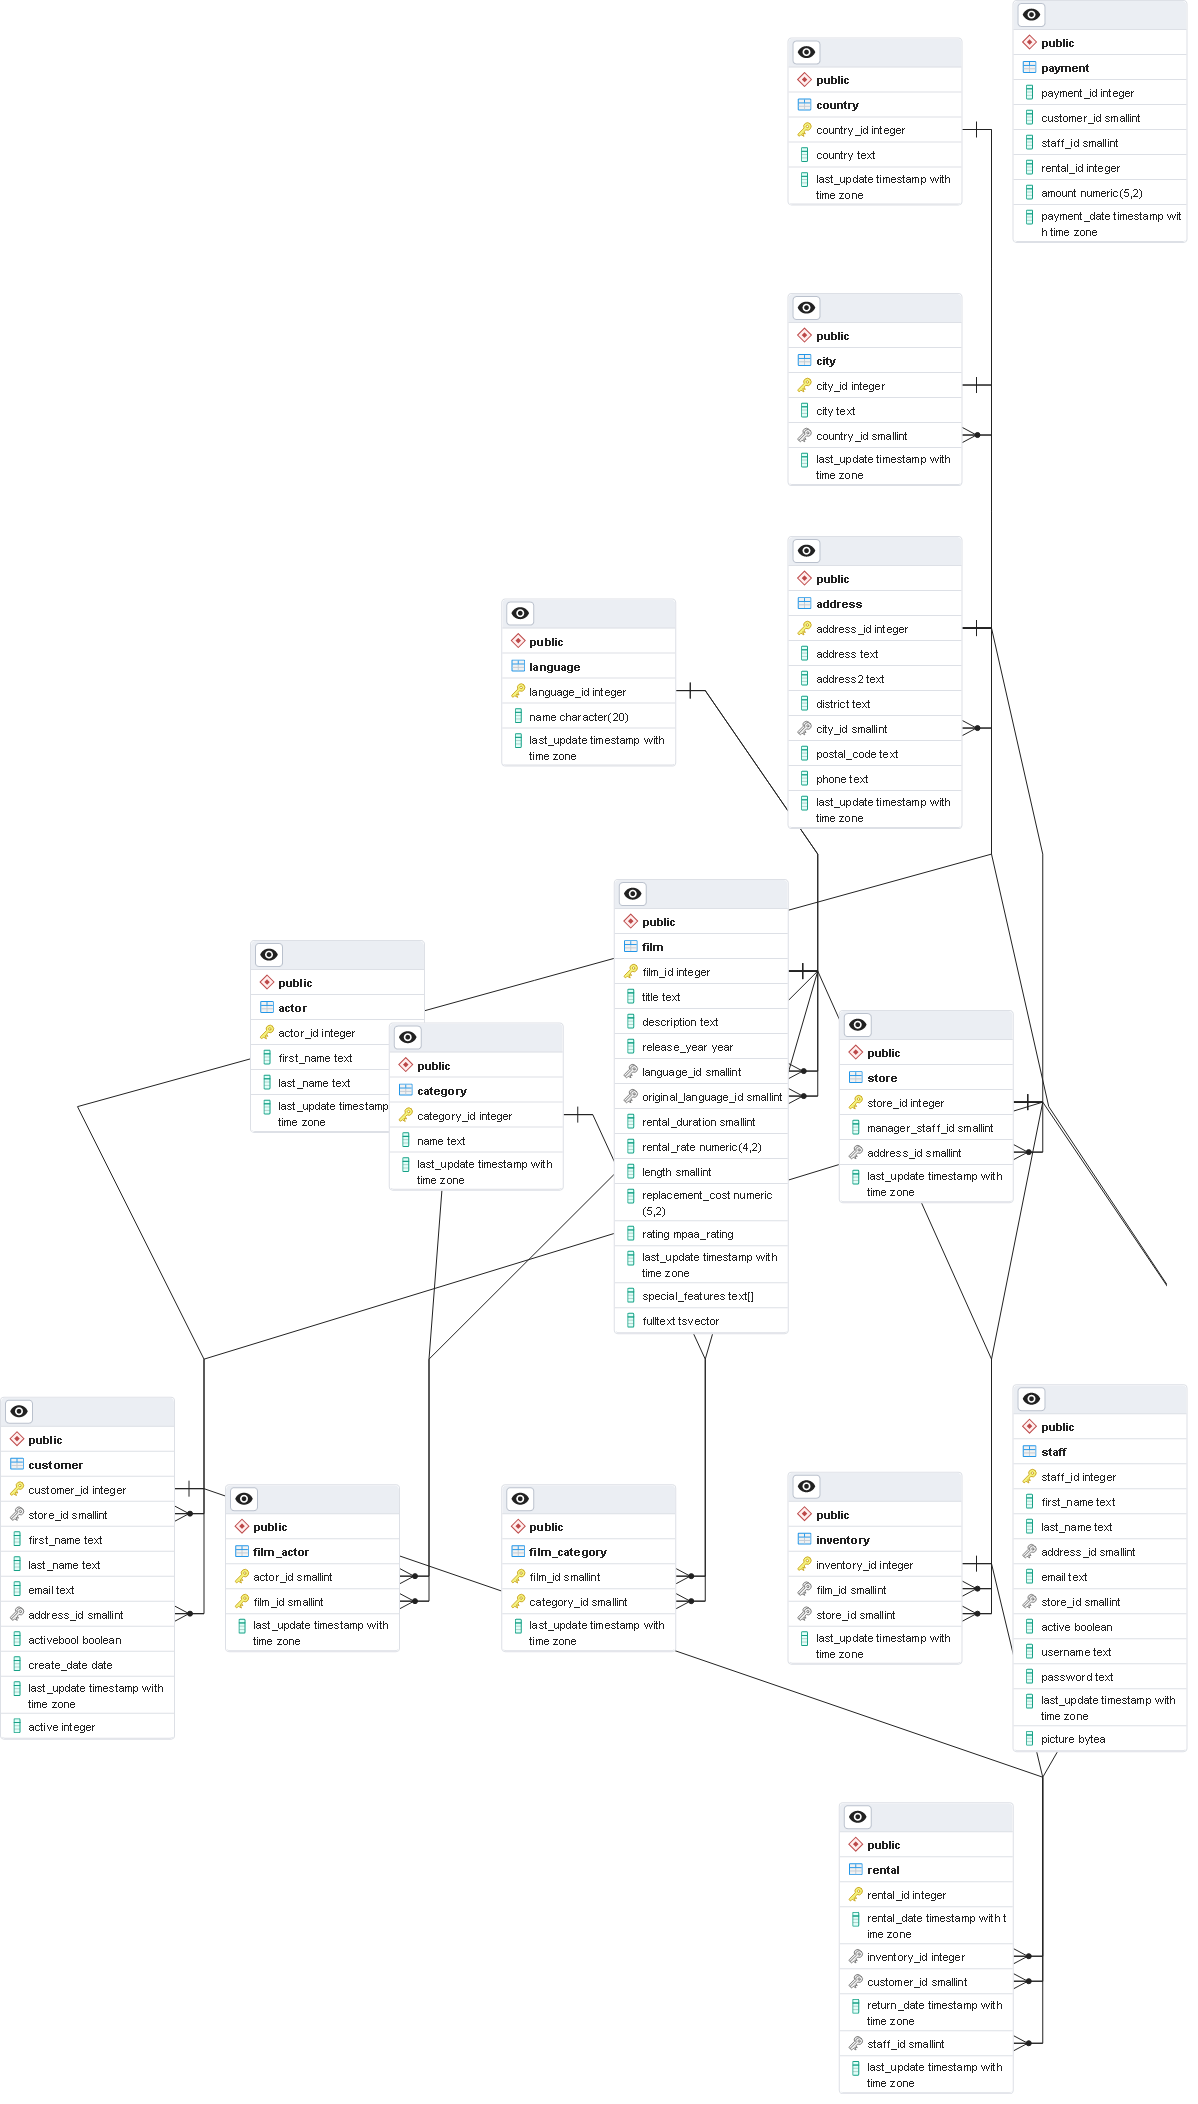 public
payment
payment_id integer
customer_id smallint
staff_id smallint
rental_id integer
amount numeric(5,2)
payment_date timestamp wit
h time zone
public
country
country_id integer
country text
last_update timestamp with
time zone
public
city
city_id integer
city text
country_id smallint
last_update timestamp with
time zone
public
address
address_id integer
address text
address2 text
district text
city_id smallint
postal_code text
phone text
last_update timestamp with
time zone
public
language
language_id integer
name character(20)
last_update timestamp with
time zone
public
film
film_id integer
title text
description text
release_year year
language_id smallint
original_language_id smallint
rental_duration smallint
rental_rate numeric(4,2)
length smallint
replacement_cost numeric
(5,2)
rating mpaa_rating
last_update timestamp with
time zone
special_features text[]
fulltext tsvector
public
actor
actor_id integer
first_name text
last_name text
last_update timestamp
time zone
public
category
category_id integer
name text
last_update timestamp with
time zone
public
store
store_id integer
manager_staff_id smallint
address_id smallint
last_update timestamp with
time zone
public
customer
customer_id integer
store_id smallint
first_name text
last_name text
email text
address_id smallint
activebool boolean
create_date date
last_update timestamp with
time zone
active integer
public
film_actor
actor_id smallint
film_id smallint
last_update timestamp with
time zone
public
film_category
film_id smallint
category_id smallint
last_update timestamp with
time zone
public
inventory
inventory_id integer
film_id smallint
store_id smallint
last_update timestamp with
time zone
public
staff
staff_id integer
first_name text
last_name text
address_id smallint
email text
store_id smallint
active boolean
username text
password text
last_update timestamp with
time zone
picture bytea
public
rental
rental_id integer
rental_date timestamp with t
ime zone
inventory_id integer
customer_id smallint
return_date timestamp with
time zone
staff_id smallint
last_update timestamp with
time zone